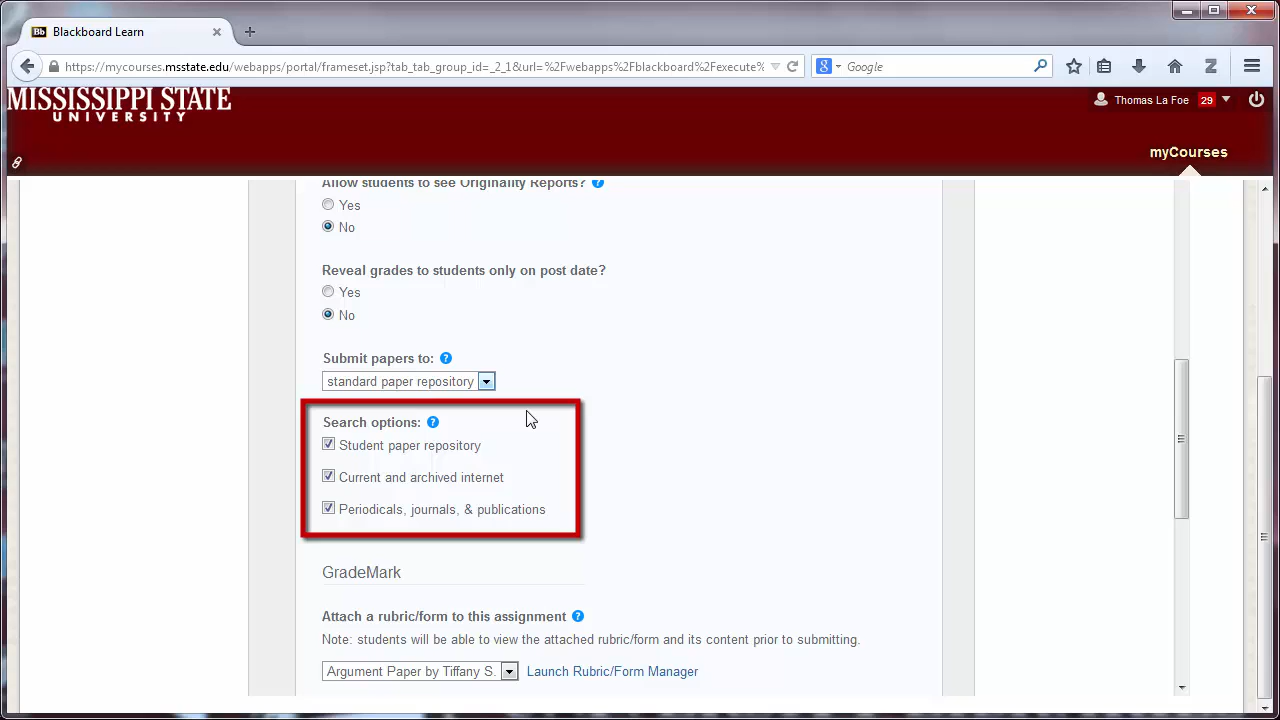 Bb Blackboard Learn
https://mycourses.msstate.edu/webapps/portal/frameset.jsp?tab_tab_group_id=_2_1&url=%2Fwebapps%2Fblackboard%2Fexecute%
8 Google
Z
MISSISSIPPI STATE
UNIVERSITY
Thomas La Foe 29
myCourses
Allow students to see Originality Reports? ?
Yes
No
Reveal grades to students only on post date?
Yes
No
Submit papers to: ?
standard paper repository
Search options: ?
Student paper repository
Current and archived internet
Periodicals, journals, & publications
GradeMark
Attach a rubric/form to this assignment ?
Note: students will be able to view the attached rubric/form and its content prior to submitting.
Argument Paper by Tiffany S. Launch Rubric/Form Manager